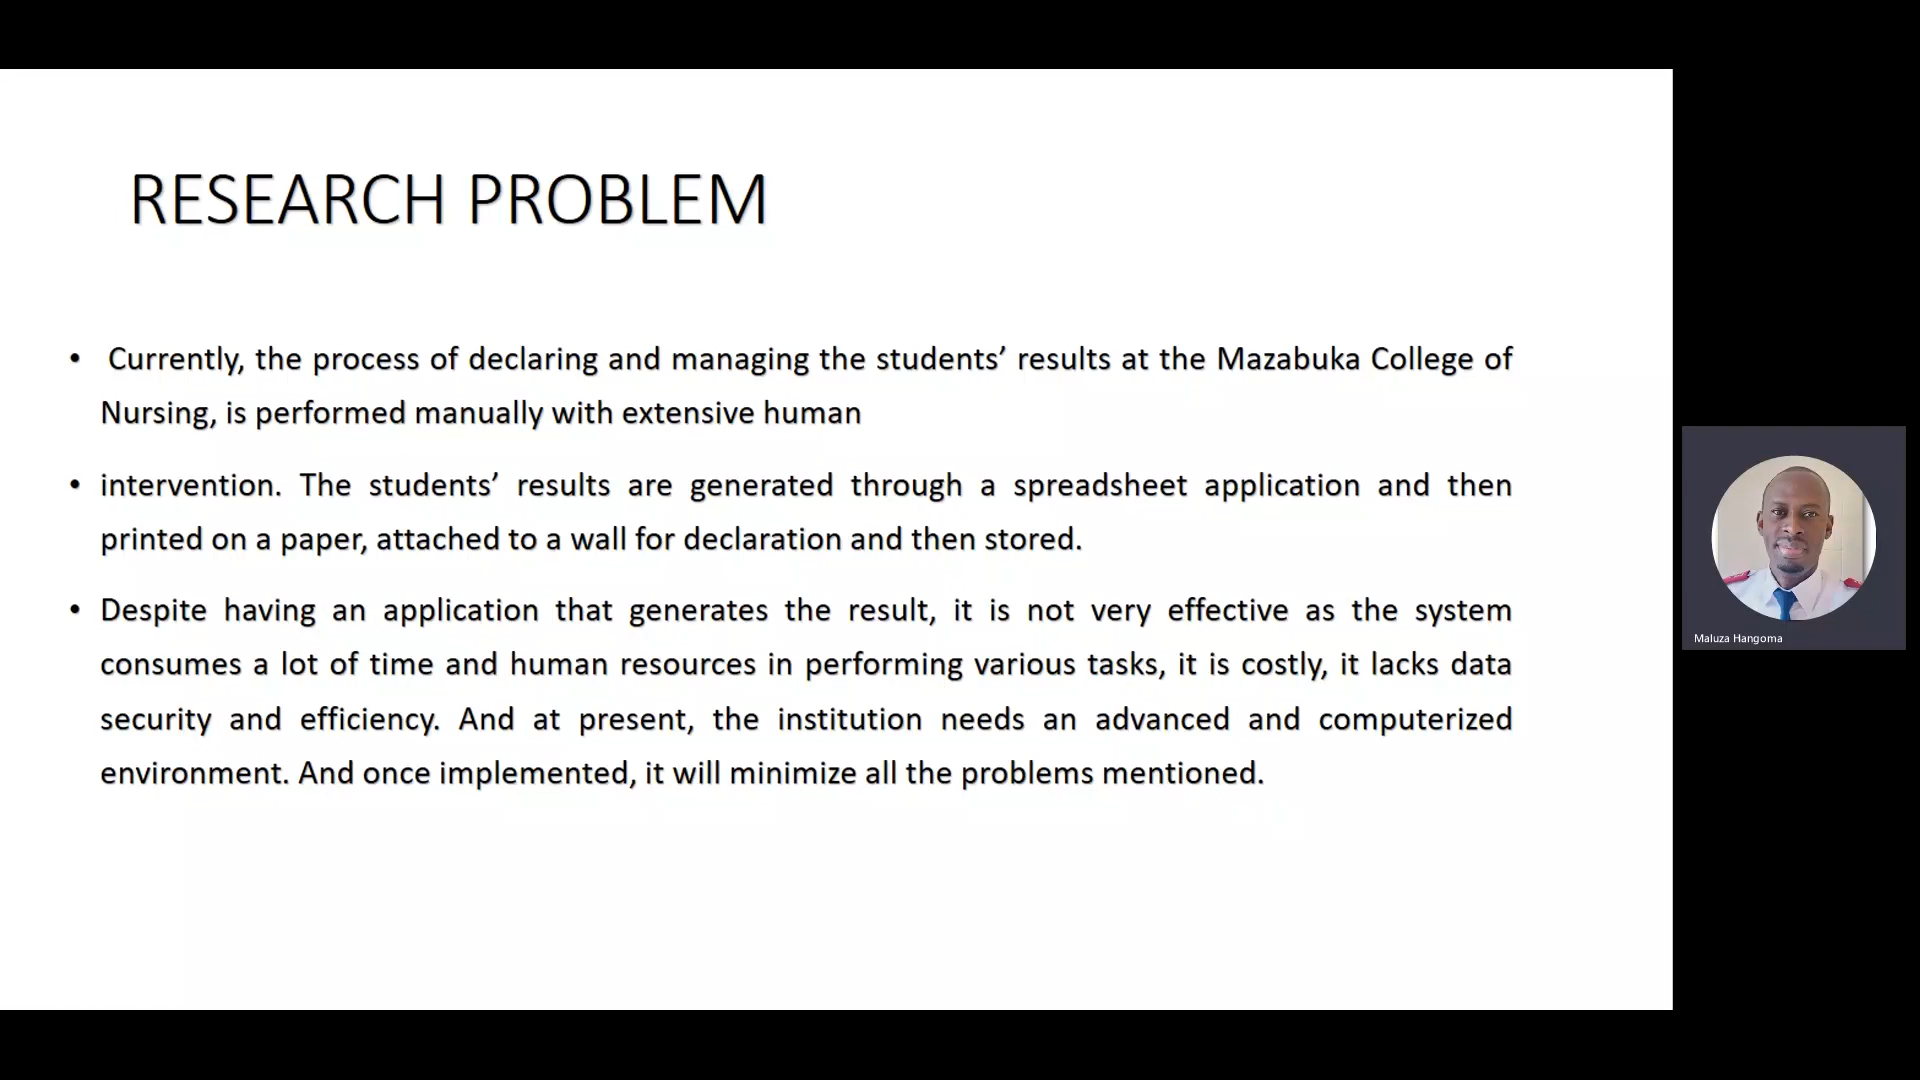 RESEARCH PROBLEM
• Currently, the process of declaring and managing the students’ results at the Mazabuka College of
Nursing, is performed manually with extensive human
• intervention. The students’ results are generated through a spreadsheet application and then
printed on a paper, attached to a wall for declaration and then stored.
• Despite having an application that generates the result, it is not very effective as the system
consumes a lot of time and human resources in performing various tasks, it is costly, it lacks data
security and efficiency. And at present, the institution needs an advanced and computerized
environment. And once implemented, it will minimize all the problems mentioned.
Maluza Hangoma